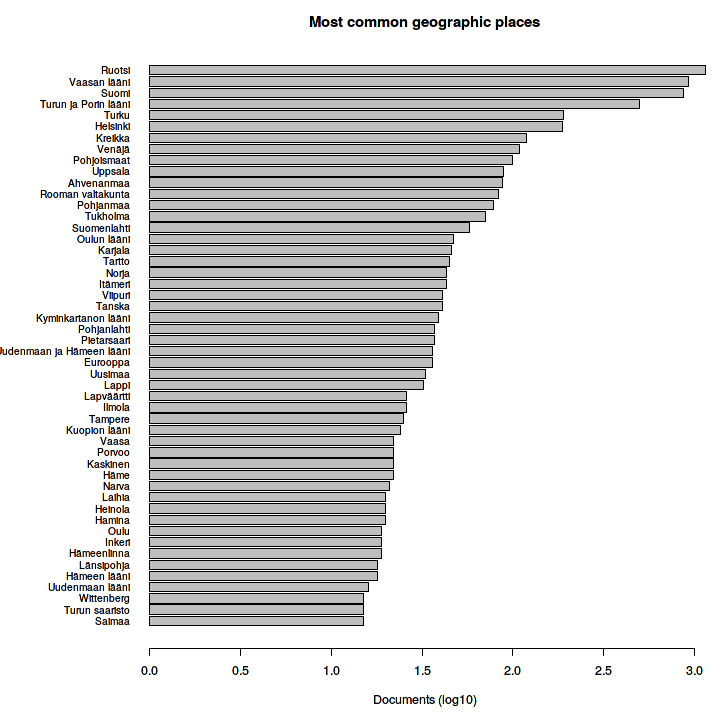 Most common geographic places
Ruotsi
Vaasan lääni
Suomi
Turun ja Porin lääni
Turku
Helsinki
Kreikka
Venäjä
Pohjoismaat
Uppsala
Ahvenanmaa
Rooman valtakunta
Pohjanmaa
Tukholma
Suomenlahti
Oulun lääni
Karjala
Tartto
Norja
Itämeri
Viipuri
Tanska
Kyminkartanon lääni
Pohjanlahti
Pietarsaari
Uudenmaan ja Hämeen lääni
Eurooppa
Uusimaa
Lappi
Lapväärtti
Ilmola
Tampere
Kuopion lääni
Vaasa
Porvoo
Kaskinen
Häme
Narva
Laihia
Heinola
Hamina
Oulu
Inkeri
Hämeenlinna
Länsipohja
Hämeen lääni
Uudenmaan lääni
Wittenberg
Turun saaristo
Saimaa
0.0 0.5 1.0 1.5 2.0 2.5 3.0
Documents (log10)